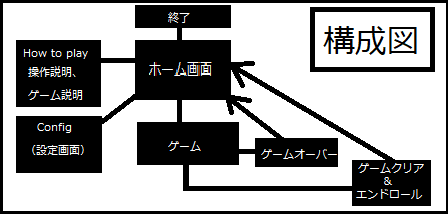 終了
構成図
How to play
操作説明、
ゲーム説明
ホーム画面
Config
（設定画面）
ゲーム
ゲームオーバー
ゲームクリア
&
エンドロール